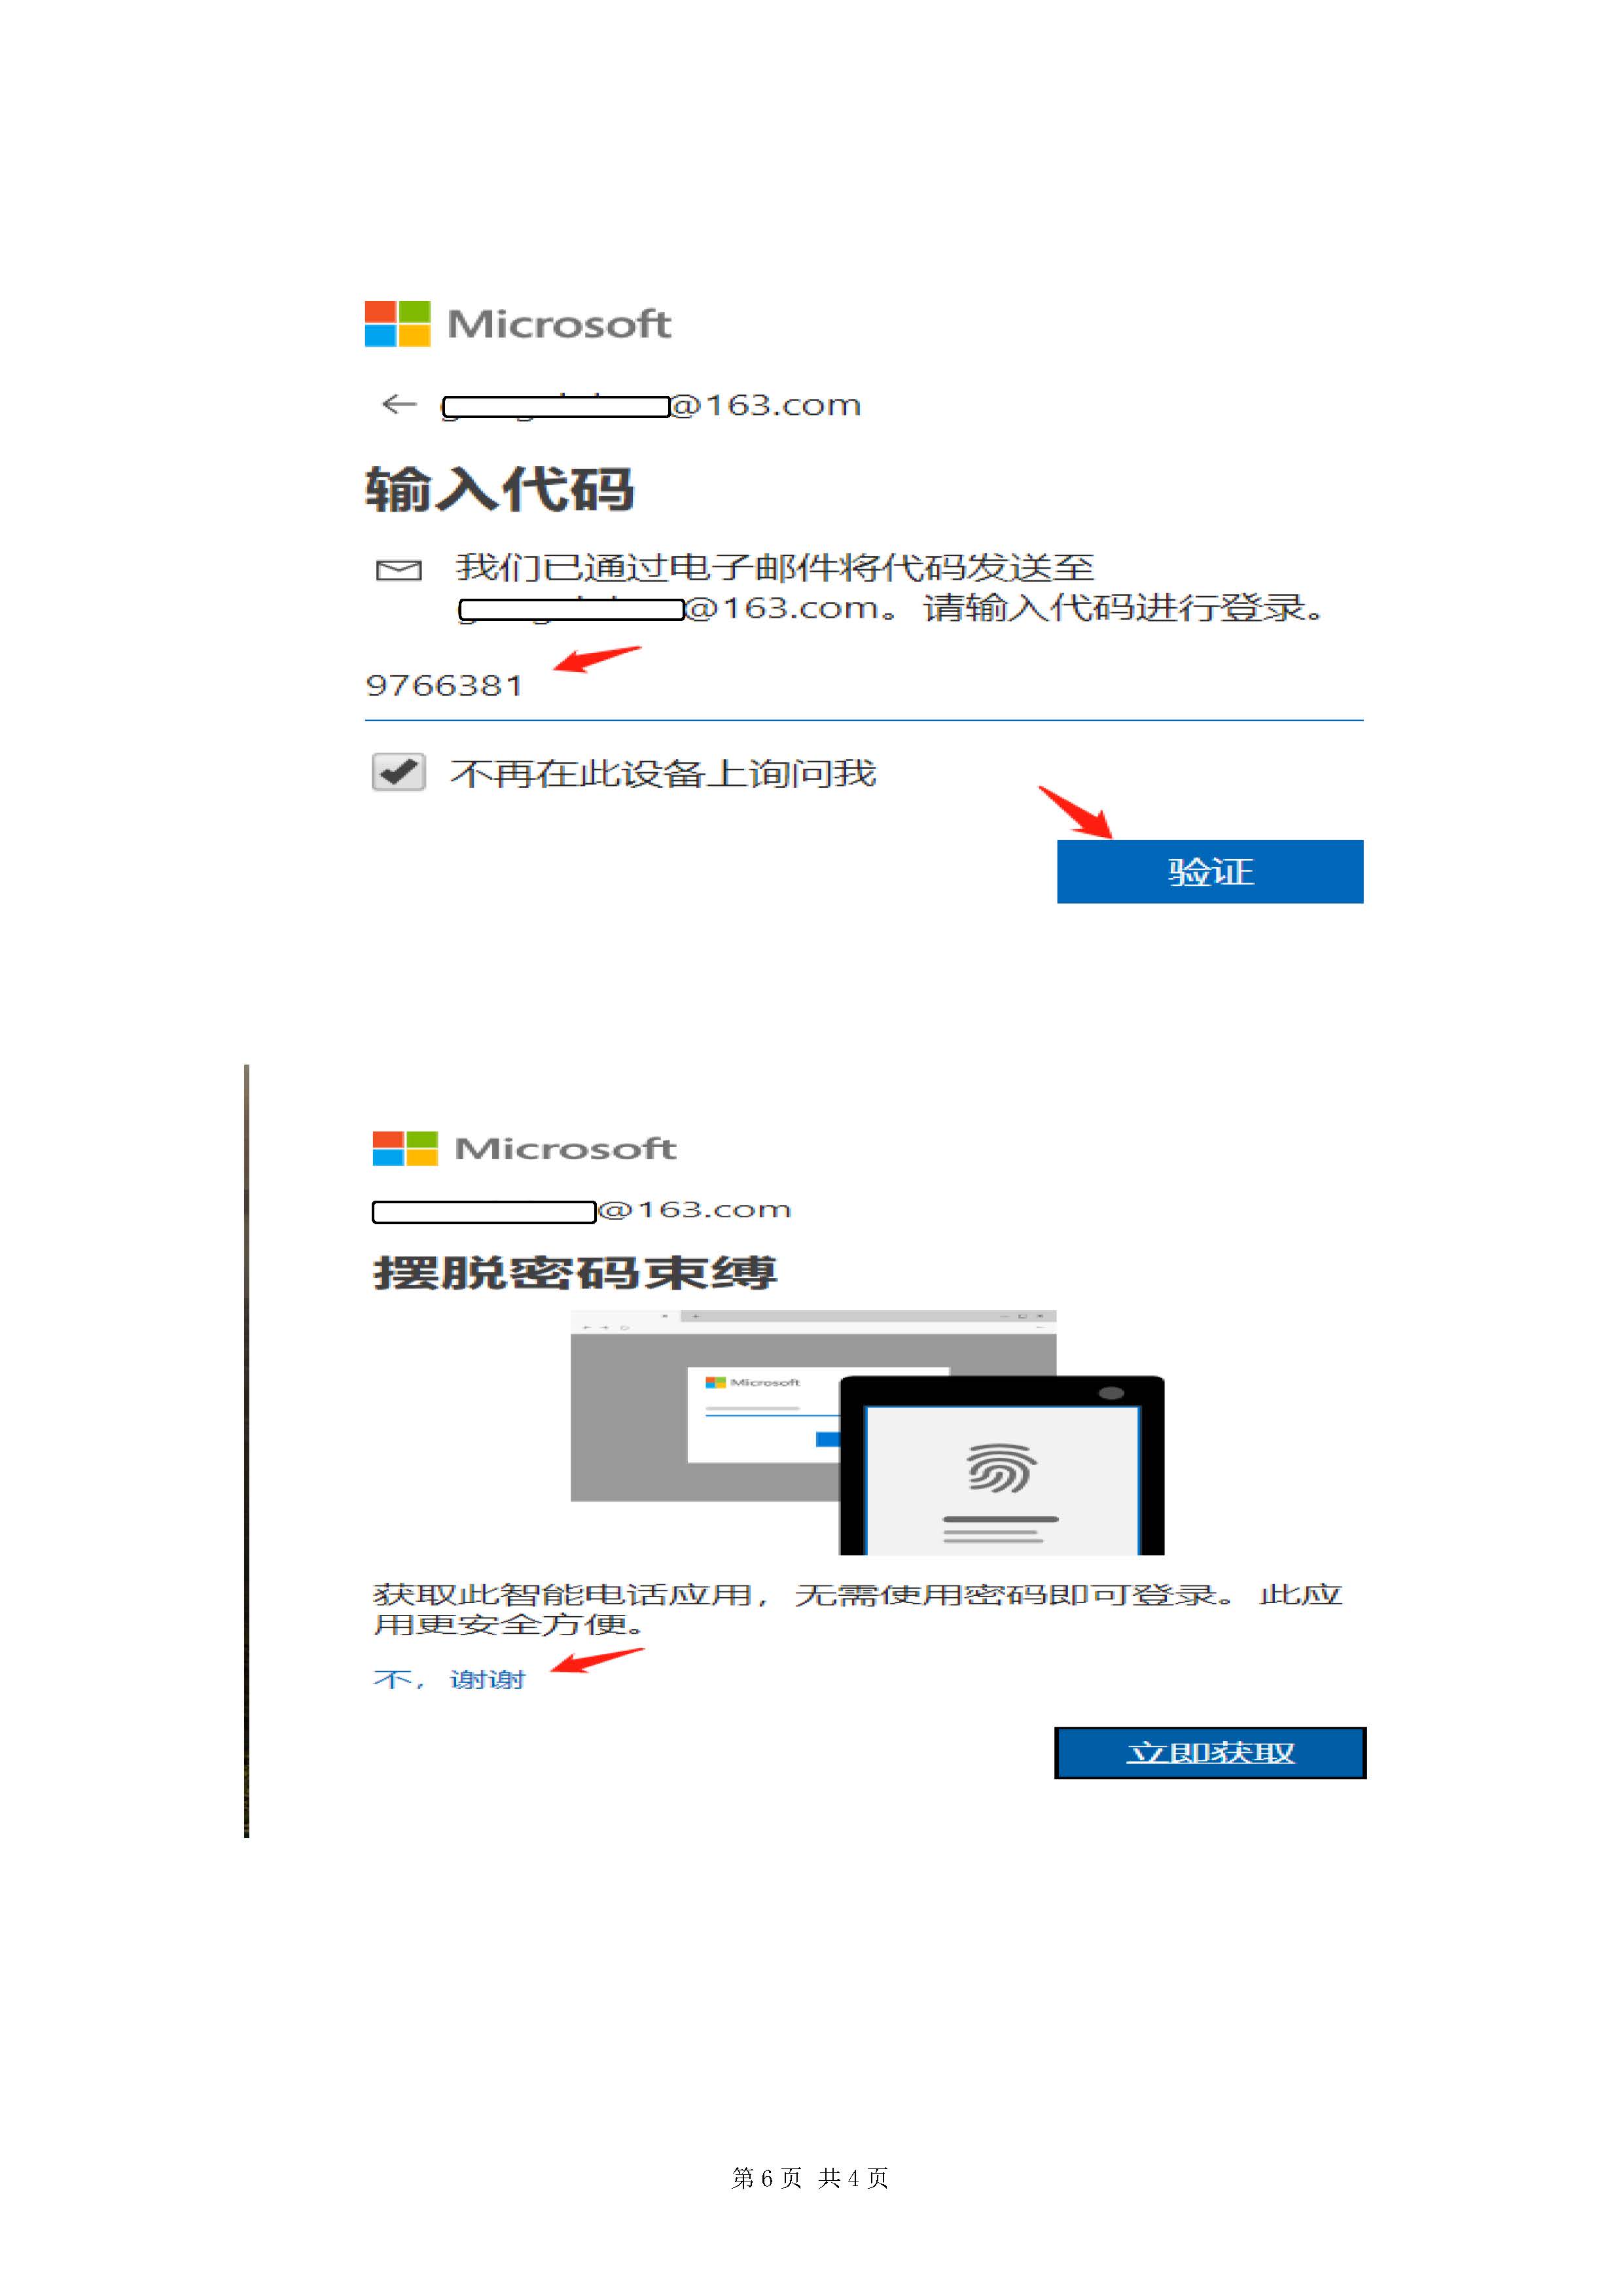 Microsoft
@163.com
输入代码
我们已通过电子邮件将代码发送至
@163.com。请输入代码进行登录。
9766381
不再在此设备上询问我
验证
Microsoft
@163.com
摆脱密码束缚
Microsoft
获取此智能电话应用，无需使用密码即可登录。此应
用更安全方便。
不，谢谢
立即获取
第 6 页 共 4 页